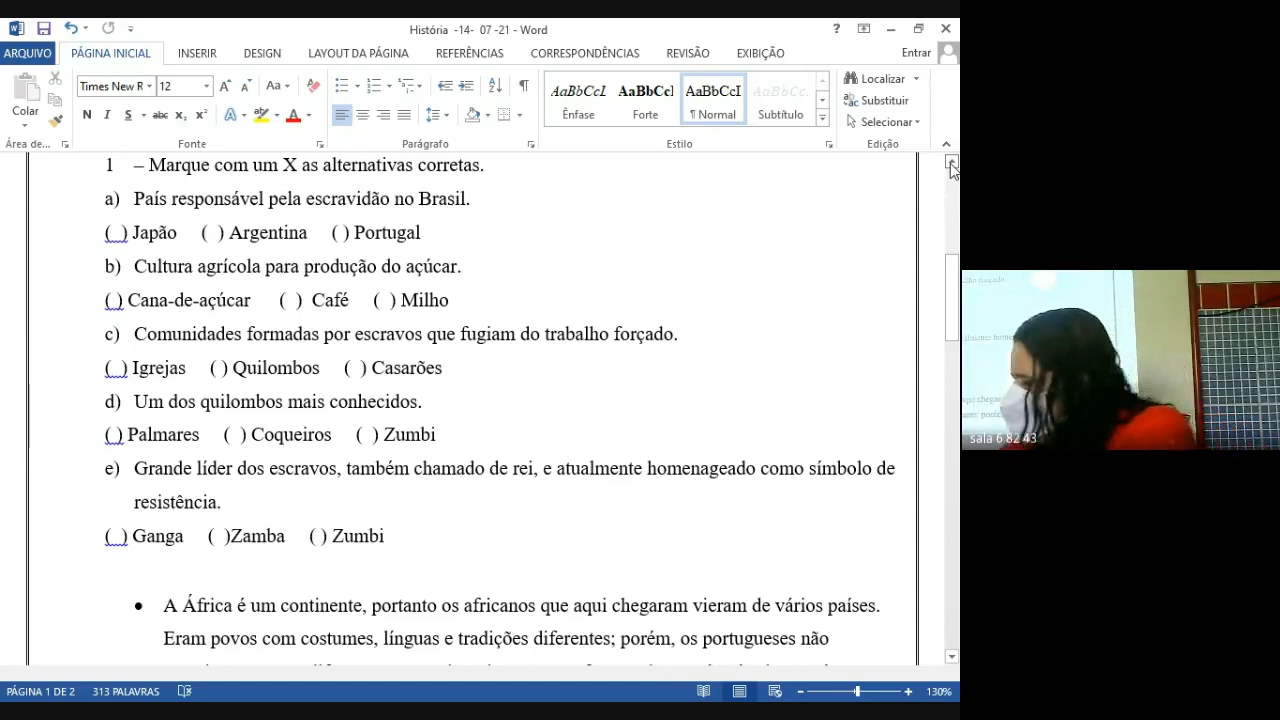 História -14- 07 -21 - Word
?
ARQUIVO PÁGINA INICIAL INSERIR DESIGN LAYOUT DA PÁGINA REFERÊNCIAS CORRESPONDÊNCIAS REVISÃO EXIBIÇÃO Entrar
Colar
Times New R 12 A A Aa
N I S abc x₂ x² A A
AaBbCcI AaBbCcl AaBbCcI AaBbCc.
Ênfase Forte ¶ Normal Subtítulo
Localizar
Substituir
Selecionar
Área de... Fonte Parágrafo Estilo Edição
1 – Marque com um X as alternativas corretas.
a) País responsável pela escravidão no Brasil.
( ) Japão ( ) Argentina ( ) Portugal
b) Cultura agrícola para produção do açúcar.
( ) Cana-de-açúcar ( ) Café ( ) Milho
c) Comunidades formadas por escravos que fugiam do trabalho forçado.
( ) Igrejas ( ) Quilombos ( ) Casarões
d) Um dos quilombos mais conhecidos.
( ) Palmares ( ) Coqueiros ( ) Zumbi
e) Grande líder dos escravos, também chamado de rei, e atualmente homenageado como símbolo de
resistência.
( ) Ganga ( )Zamba ( ) Zumbi
• A África é um continente, portanto os africanos que aqui chegaram vieram de vários países.
Eram povos com costumes, línguas e tradições diferentes; porém, os portugueses não
PÁGINA 1 DE 2 313 PALAVRAS 130%
sala 6 82 43